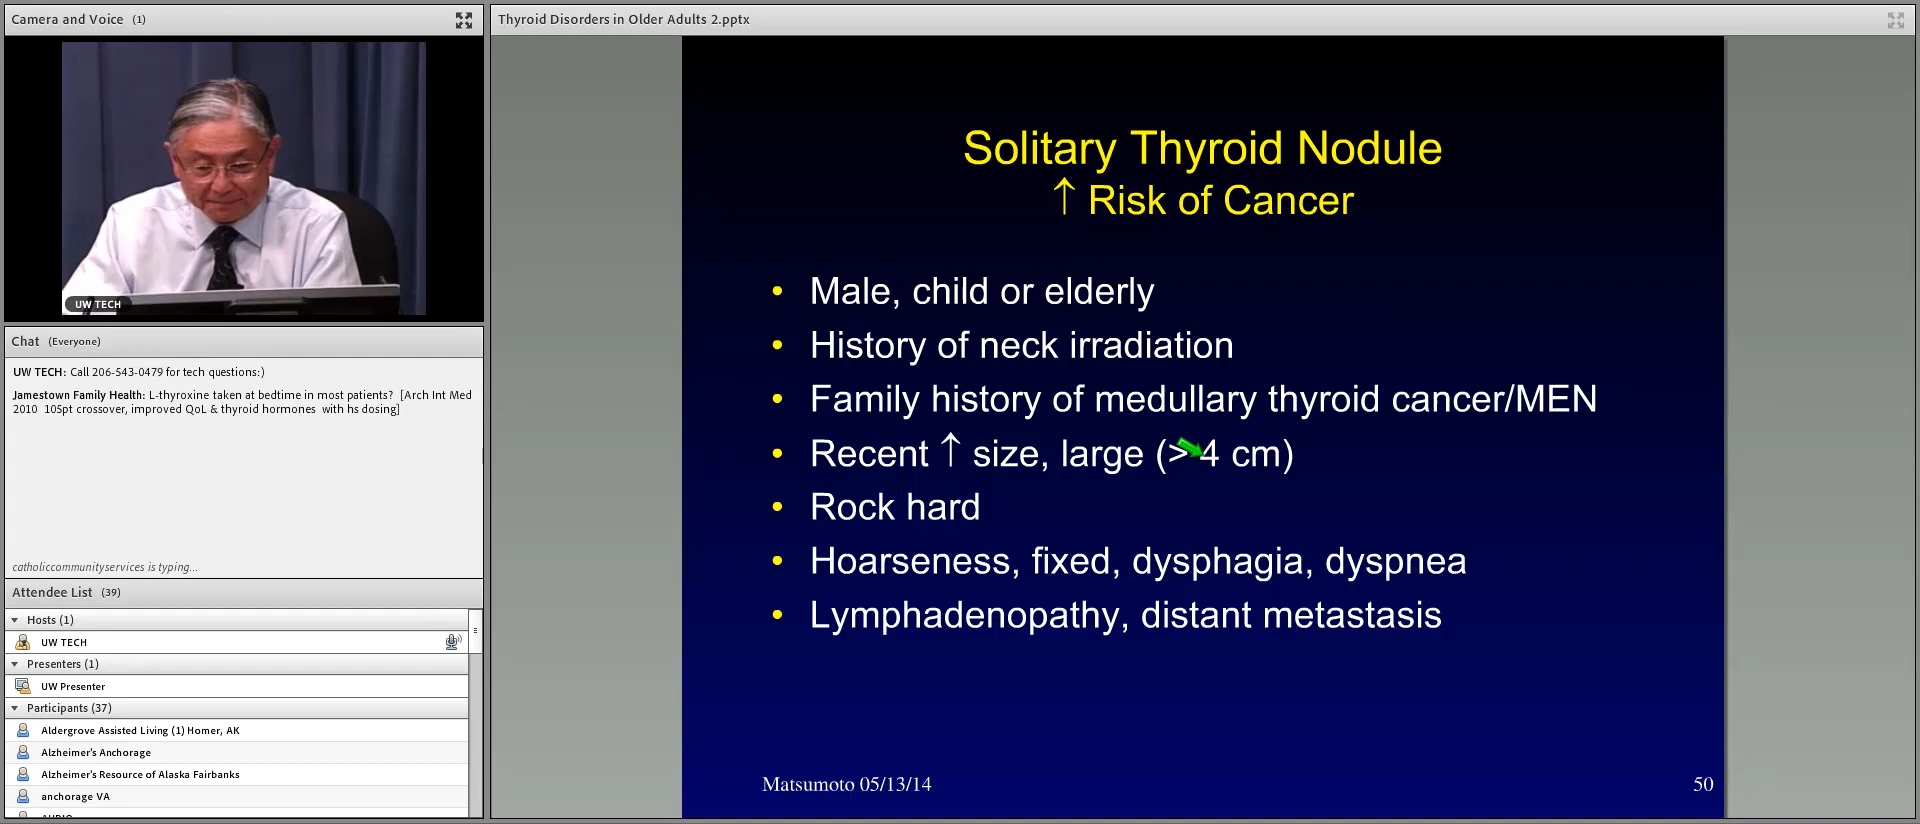 Camera and Voice (1)
UW TECH
Chat (Everyone)
UW TECH: Call 206-543-0479 for tech questions:)
Jamestown Family Health: L-thyroxine taken at bedtime in most patients? [Arch Int Med
2010 105pt crossover, improved QoL & thyroid hormones with hs dosing]
catholiccommunityservices is typing...
Attendee List (39)
Hosts (1)
UW TECH
Presenters (1)
UW Presenter
Participants (37)
Aldergrove Assisted Living (1) Homer, AK
Alzheimer's Anchorage
Alzheimer's Resource of Alaska Fairbanks
anchorage VA
Thyroid Disorders in Older Adults 2.pptx
Solitary Thyroid Nodule
↑ Risk of Cancer
• Male, child or elderly
• History of neck irradiation
• Family history of medullary thyroid cancer/MEN
• Recent ↑ size, large (> 4 cm)
• Rock hard
• Hoarseness, fixed, dysphagia, dyspnea
• Lymphadenopathy, distant metastasis
Matsumoto 05/13/14
50